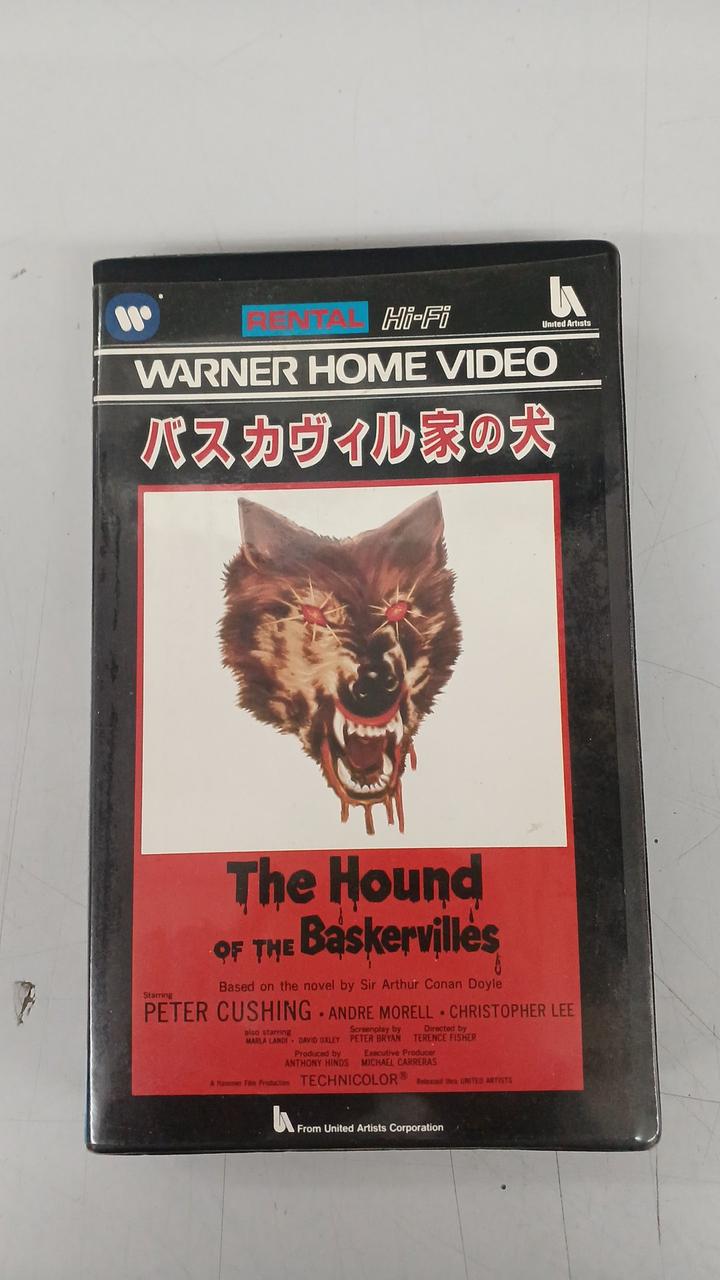 RENTAL Hi-Fi
United Artists
WARNER HOME VIDEO
バスカヴィル家の犬
The Hound
OF THE Baskervilles
Based on the novel by Sir Arthur Conan Doyle
Starring
PETER CUSHING • ANDRE MORELL • CHRISTOPHER LEE
also starring
MARLA LANDI • DAVID OXLEY
Screenplay by
PETER BRYAN
Directed by
TERENCE FISHER
Produced by
ANTHONY HINDS
Executive Producer
MICHAEL CARRERAS
A Hammer Film Production TECHNICOLOR® Released thru UNITED ARTISTS
From United Artists Corporation